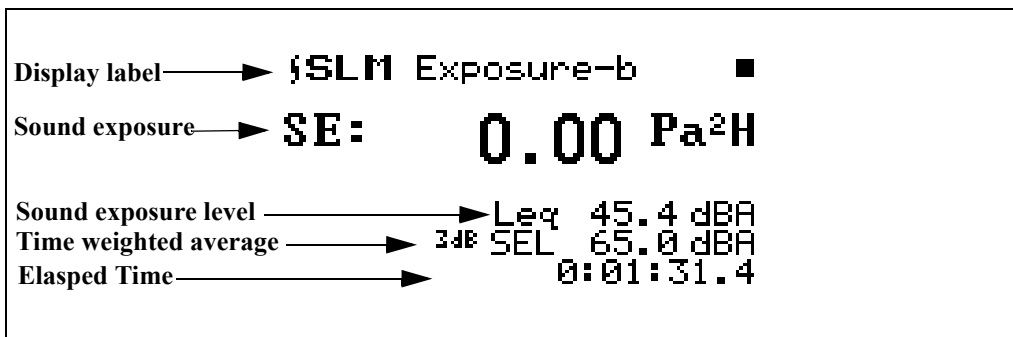 Display label ∫SLM Exposure-b ■
Sound exposure SE: 0.00 Pa²H
Sound exposure level Leq 45.4 dBA
Time weighted average 3dB SEL 65.0 dBA
Elasped Time 0:01:31.4